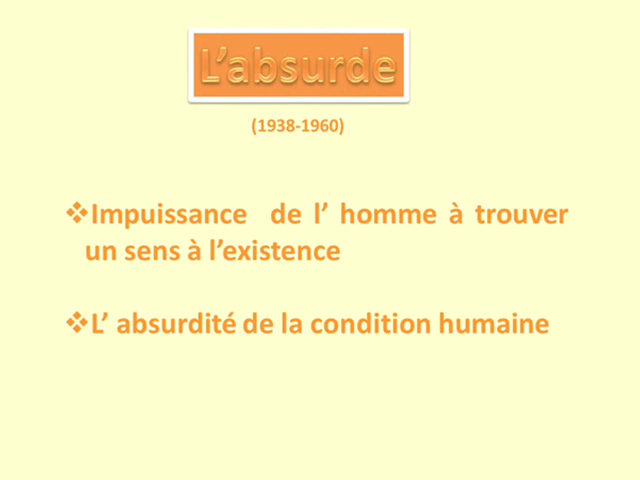 L’absurde
(1938-1960)
❖Impuissance de l’ homme à trouver
un sens à l’existence
❖L’ absurdité de la condition humaine